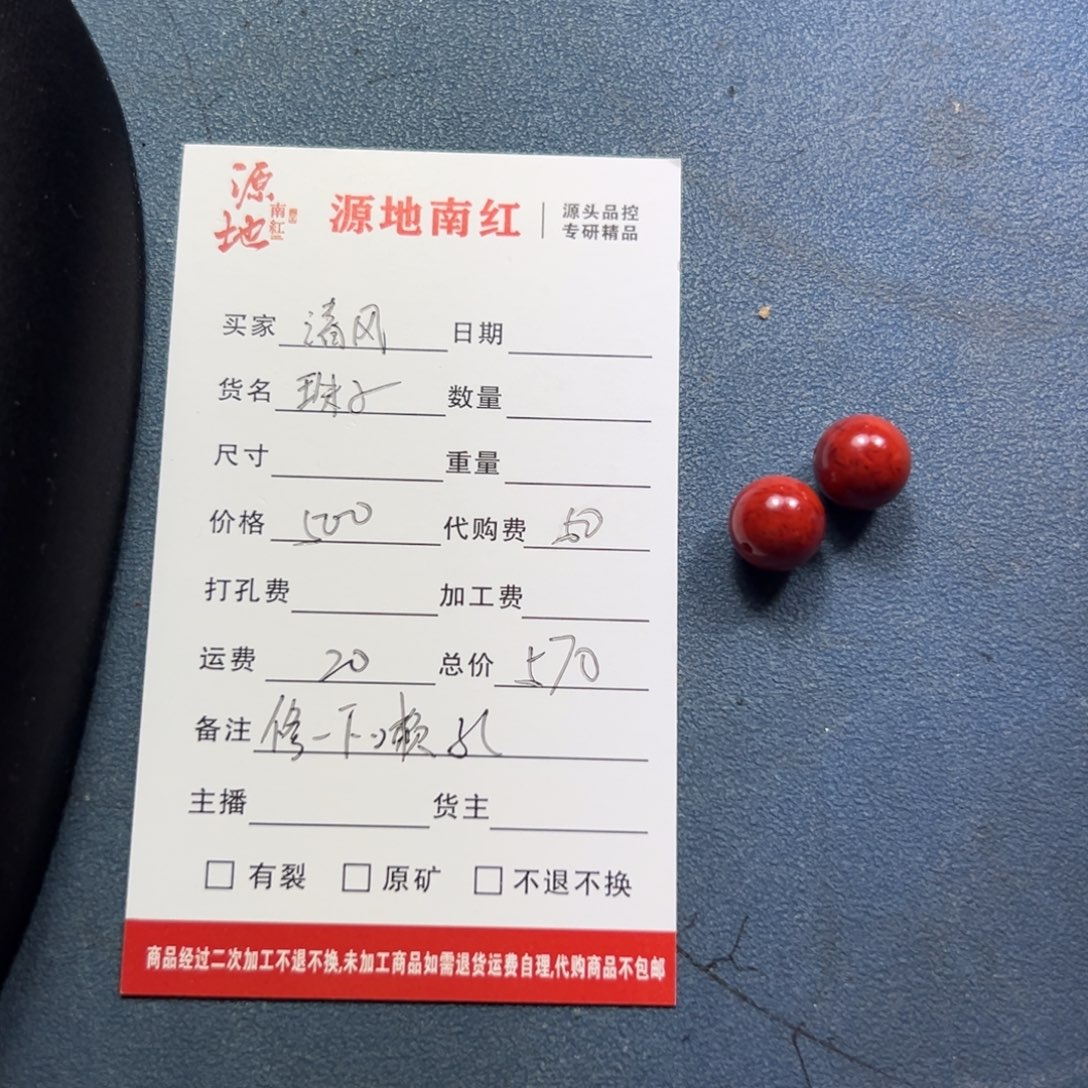 源地
南红
源地南红
源头品控
专研精品
买家 清风 日期
货名 珠子 数量
尺寸 重量
价格 500 代购费 50
打孔费 加工费
运费 20 总价 570
备注 修一下 孔
主播 货主
有裂 原矿 不退不换
商品经过二次加工不退不换,未加工商品如需退货运费自理,代购商品不包邮